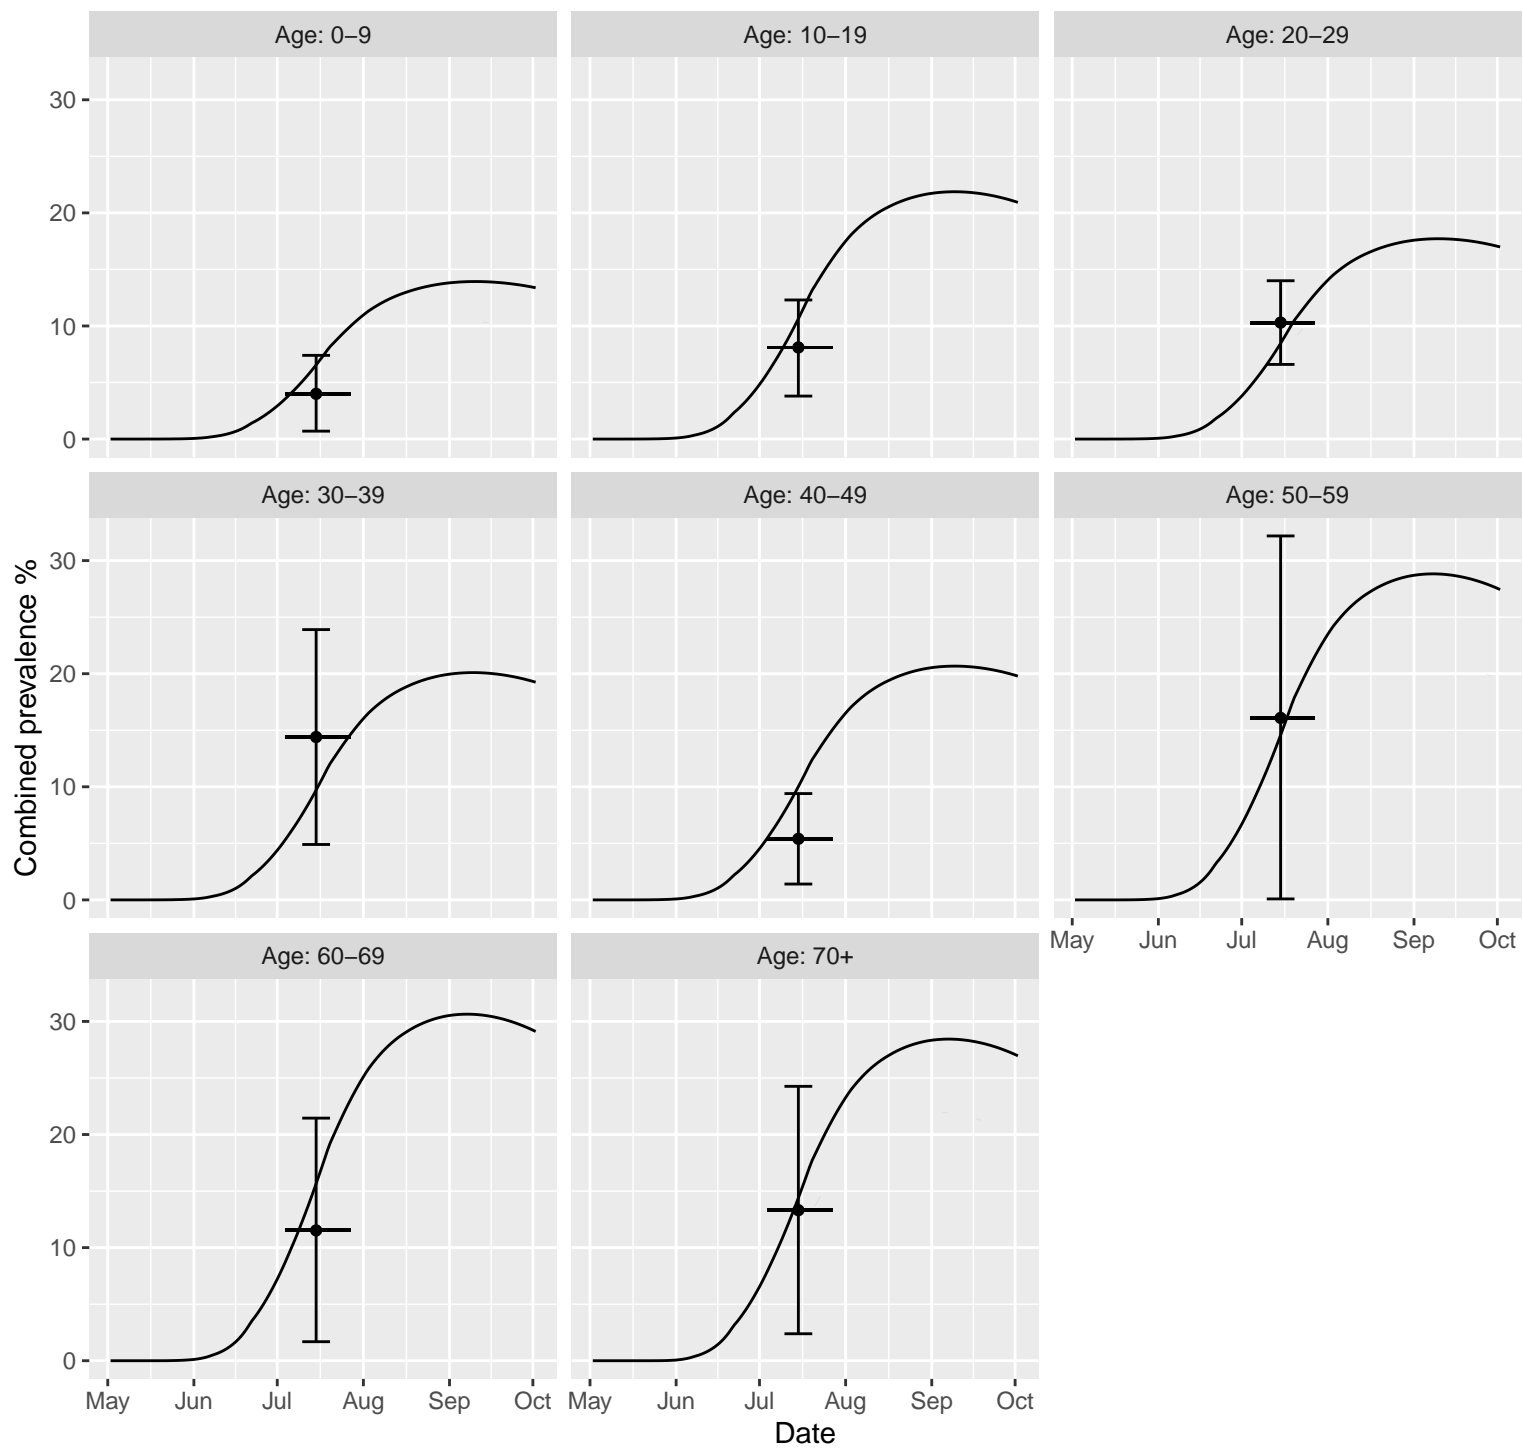 Age: 0–9
Age: 10–19
Age: 20–29
30
20
10
0
Age: 30–39
Age: 40–49
Age: 50–59
30
20
10
0
May Jun Jul Aug Sep Oct
Age: 60–69
Age: 70+
30
20
10
0
May Jun Jul Aug Sep Oct
May Jun Jul Aug Sep Oct
Combined prevalence %
Date